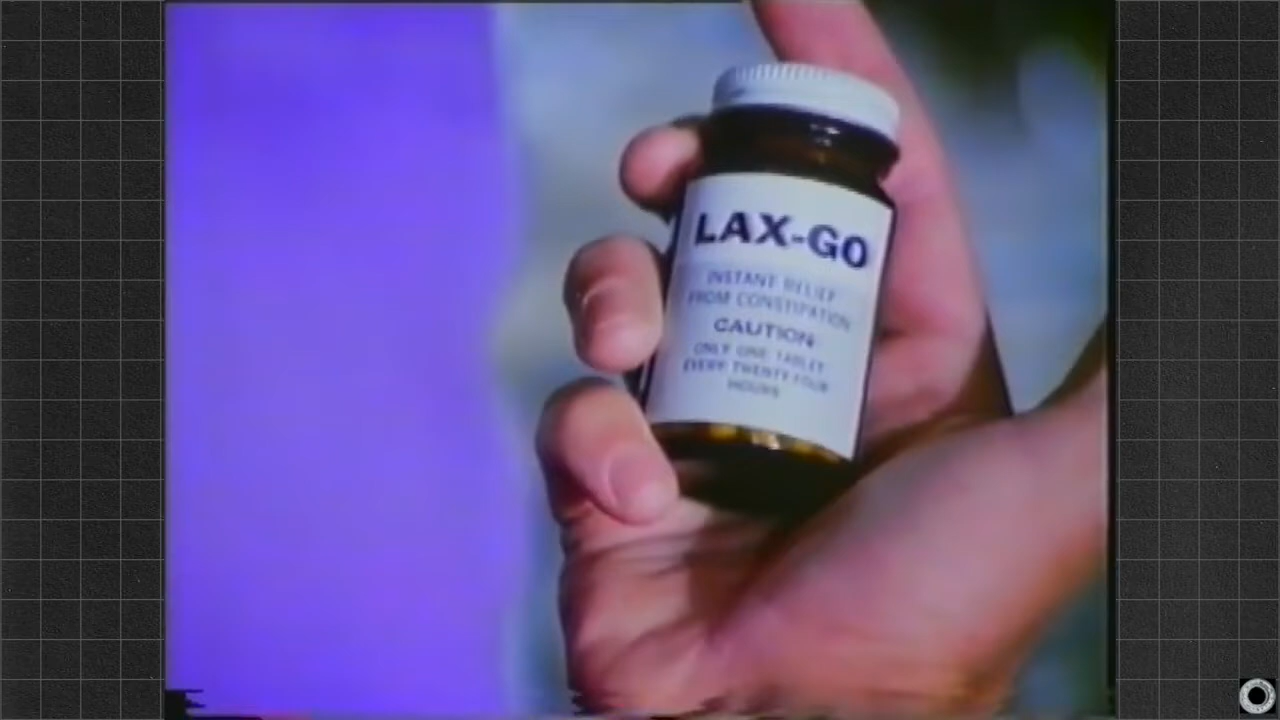 LAX-GO
INSTANT RELIEF
FROM CONSTIPATION
CAUTION
ONLY ONE TABLET
EVERY TWENTY FOUR
HOURS